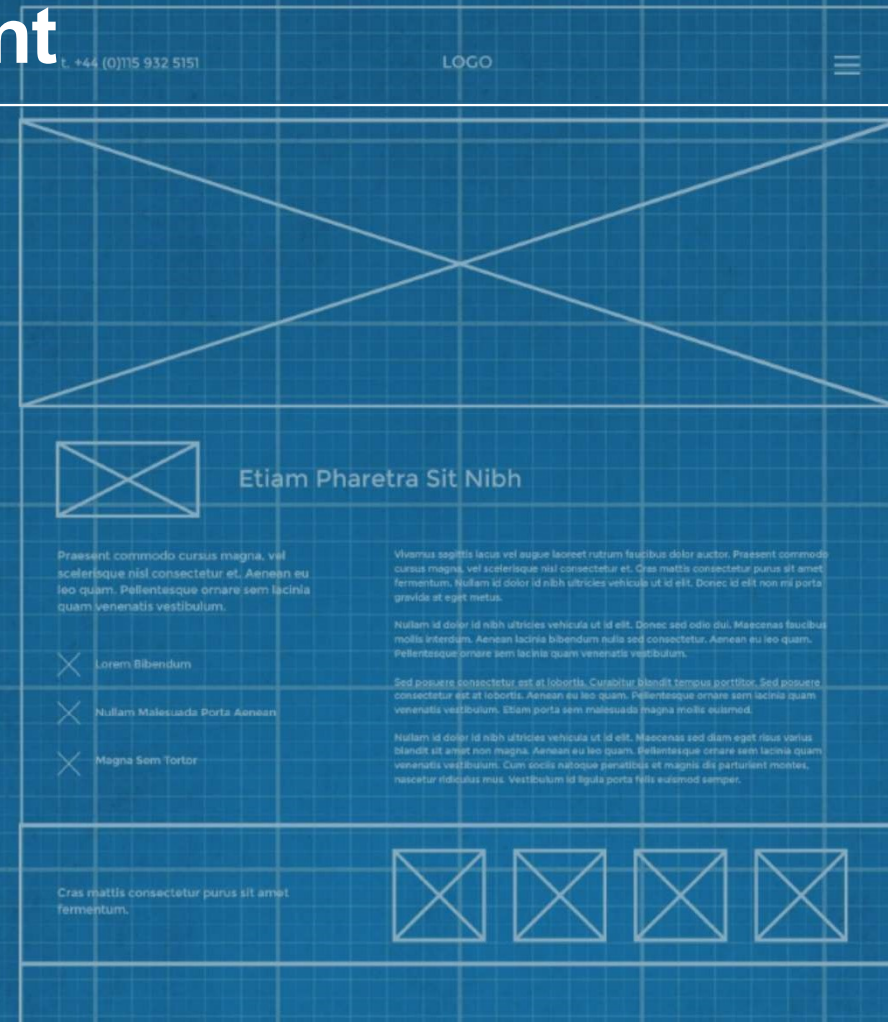 nt
t. +44 (0)115 932 5151
LOGO
Etiam Pharetra Sit Nibh
Praesent commodo cursus magna, vel
scelerisque nisl consectetur et. Aenean eu
leo quam. Pellentesque ornare sem lacinia
quam venenatis vestibulum.
Lorem Bibendum
Nullam Malesuada Porta Aenean
Magna Sem Tortor
Vivamus sagittis lacus vel augue laoreet rutrum faucibus dolor auctor. Praesent commodo
cursus magna, vel scelerisque nisl consectetur et. Cras mattis consectetur purus sit amet
fermentum. Nullam id dolor id nibh ultricies vehicula ut id elit. Donec id elit non mi porta
gravida at eget metus.
Nullam id dolor id nibh ultricies vehicula ut id elit. Donec sed odio dui. Maecenas faucibus
mollis interdum. Aenean lacinia bibendum nulla sed consectetur. Aenean eu leo quam.
Pellentesque ornare sem lacinia quam venenatis vestibulum.
Sed posuere consectetur est at lobortis. Curabitur blandit tempus porttitor. Sed posuere
consectetur est at lobortis. Aenean eu leo quam. Pellentesque ornare sem lacinia quam
venenatis vestibulum. Etiam porta sem malesuada magna mollis euismod.
Nullam id dolor id nibh ultricies vehicula ut id elit. Maecenas sed diam eget risus varius
blandit sit amet non magna. Aenean eu leo quam. Pellentesque ornare sem lacinia quam
venenatis vestibulum. Cum sociis natoque penatibus et magnis dis parturient montes,
nascetur ridiculus mus. Vestibulum id ligula porta felis euismod semper.
Cras mattis consectetur purus sit amet
fermentum.